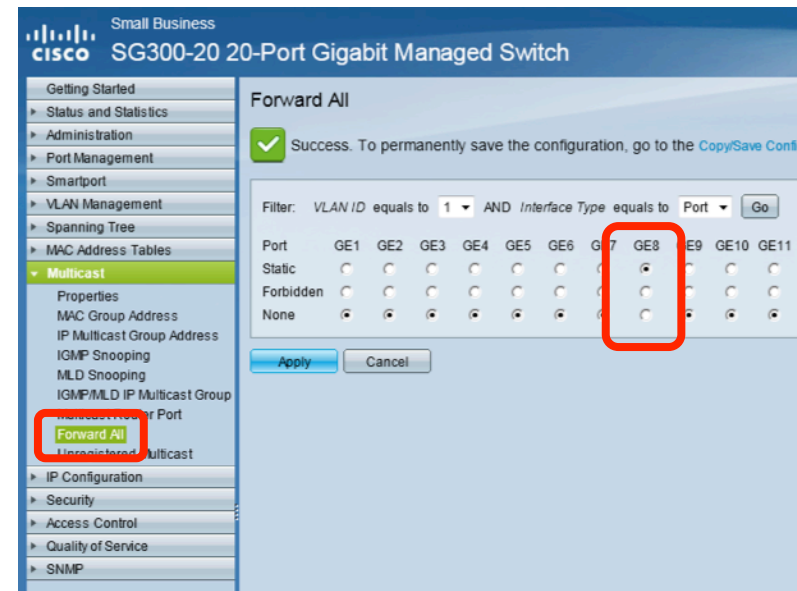 Small Business
CISCO SG300-20 20-Port Gigabit Managed Switch
Getting Started
Status and Statistics
Administration
Port Management
Smartport
VLAN Management
Spanning Tree
MAC Address Tables
Multicast
Properties
MAC Group Address
IP Multicast Group Address
IGMP Snooping
MLD Snooping
IGMP/MLD IP Multicast Group
Port
Forward All
Multicast
IP Configuration
Security
Access Control
Quality of Service
SNMP
Forward All
Success. To permanently save the configuration, go to the Copy/Save
Filter: VLAN ID equals to 1 AND Interface Type equals to Port Go
Port GE1 GE2 GE3 GE4 GE5 GE6 GE8 GE10 GE11
Static
Forbidden
None
Apply Cancel